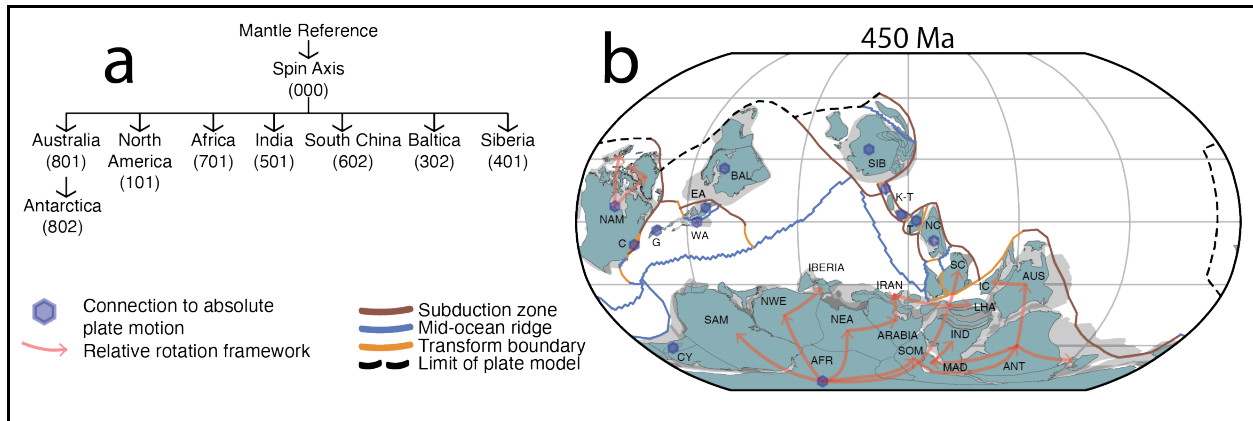 a
Mantle Reference
Spin Axis
(000)
Australia
(801)
North
America
(101)
Africa
(701)
India
(501)
South China
(602)
Baltica
(302)
Siberia
(401)
Antarctica
(802)
Connection to absolute
plate motion
Relative rotation framework
Subduction zone
Mid-ocean ridge
Transform boundary
Limit of plate model
b
450 Ma
SIB
BAL
EA
K-T
NAM
T
NC
C
G
WA
SC
IBERIA
IRAN
IC
AUS
NWE
LHA
SAM
NEA
ARABIA
IND
SOM
CY
AFR
MAD
ANT